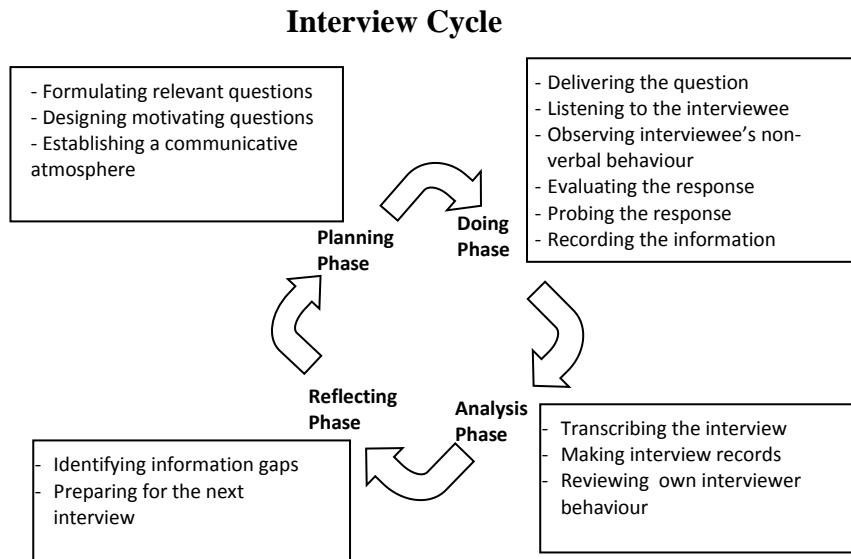 Interview Cycle
- Formulating relevant questions
- Designing motivating questions
- Establishing a communicative
atmosphere
- Delivering the question
- Listening to the interviewee
- Observing interviewee's non-
verbal behaviour
- Evaluating the response
- Probing the response
- Recording the information
Planning
Phase
Doing
Phase
Reflecting
Phase
Analysis
Phase
- Identifying information gaps
- Preparing for the next
interview
- Transcribing the interview
- Making interview records
- Reviewing own interviewer
behaviour